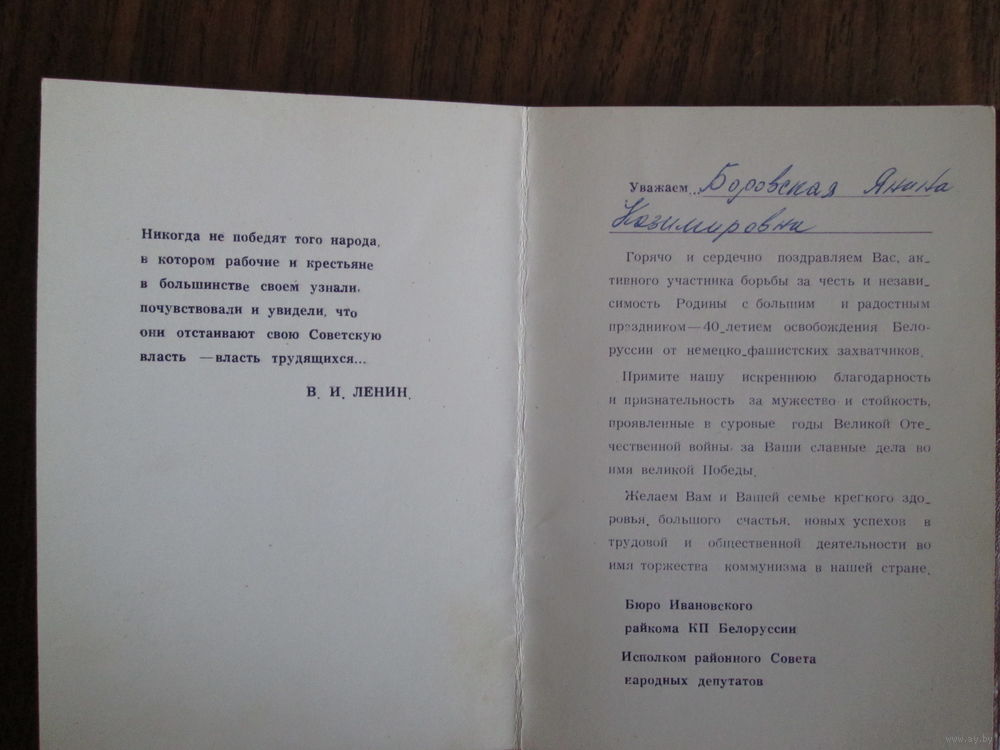 Никогда не победят того народа,
в котором рабочие и крестьяне
в большинстве своем узнали,
почувствовали и увидели, что
они отстаивают свою Советскую
власть —власть трудящихся...
В. И. ЛЕНИН.
Уважаем... Боровская Янина
Казимировна
Горячо и сердечно поздравляем Вас, ак-
тивного участника борьбы за честь и незави-
симость Родины с большим и радостным
праздником—40-летием освобождения Бело-
руссии от немецко-фашистских захватчиков.
Примите нашу искреннюю благодарность
и признательность за мужество и стойкость,
проявленные в суровые годы Великой Оте-
чественной войны, за Ваши славные дела во
имя великой Победы.
Желаем Вам и Вашей семье крепкого здо-
ровья, большого счастья, новых успехов в
трудовой и общественной деятельности во
имя торжества коммунизма в нашей стране.
Бюро Ивановского
райкома КП Белоруссии
Исполком районного Совета
народных депутатов
www.ay.by